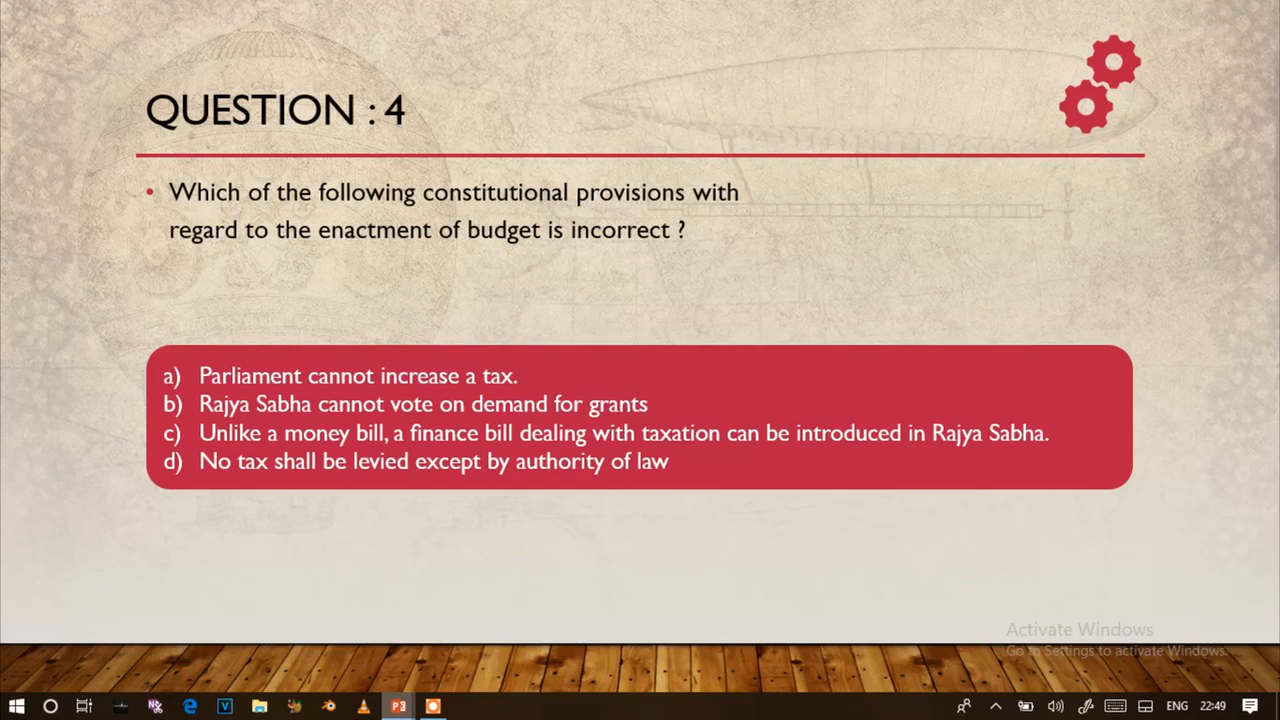 QUESTION : 4
• Which of the following constitutional provisions with
regard to the enactment of budget is incorrect ?
a) Parliament cannot increase a tax.
b) Rajya Sabha cannot vote on demand for grants
c) Unlike a money bill, a finance bill dealing with taxation can be introduced in Rajya Sabha.
d) No tax shall be levied except by authority of law
Activate Windows
Go to Settings to activate Windows.
ENG 22:49